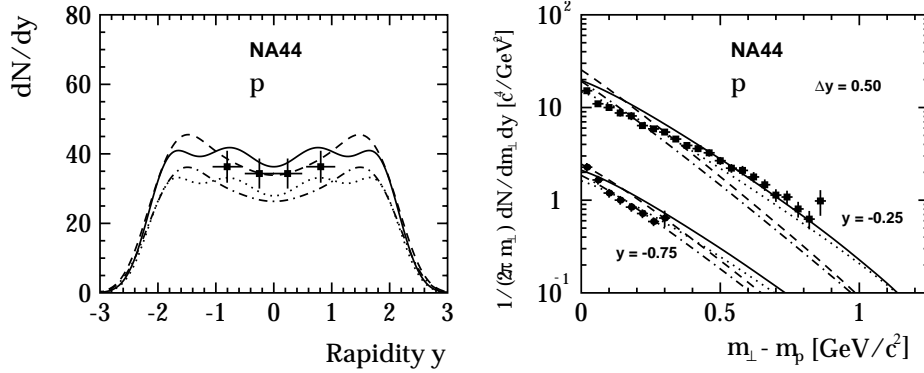 dN/dy
80
60
40
20
0
-3 -2 -1 0 1 2 3
Rapidity y
NA44
p
1/(2π m⊥) dN/dm⊥dy [c⁴/GeV²]
10²
10
1
10⁻¹
0 0.5 1
m⊥ - mp [GeV/c²]
NA44
p
Δy = 0.50
y = -0.25
y = -0.75